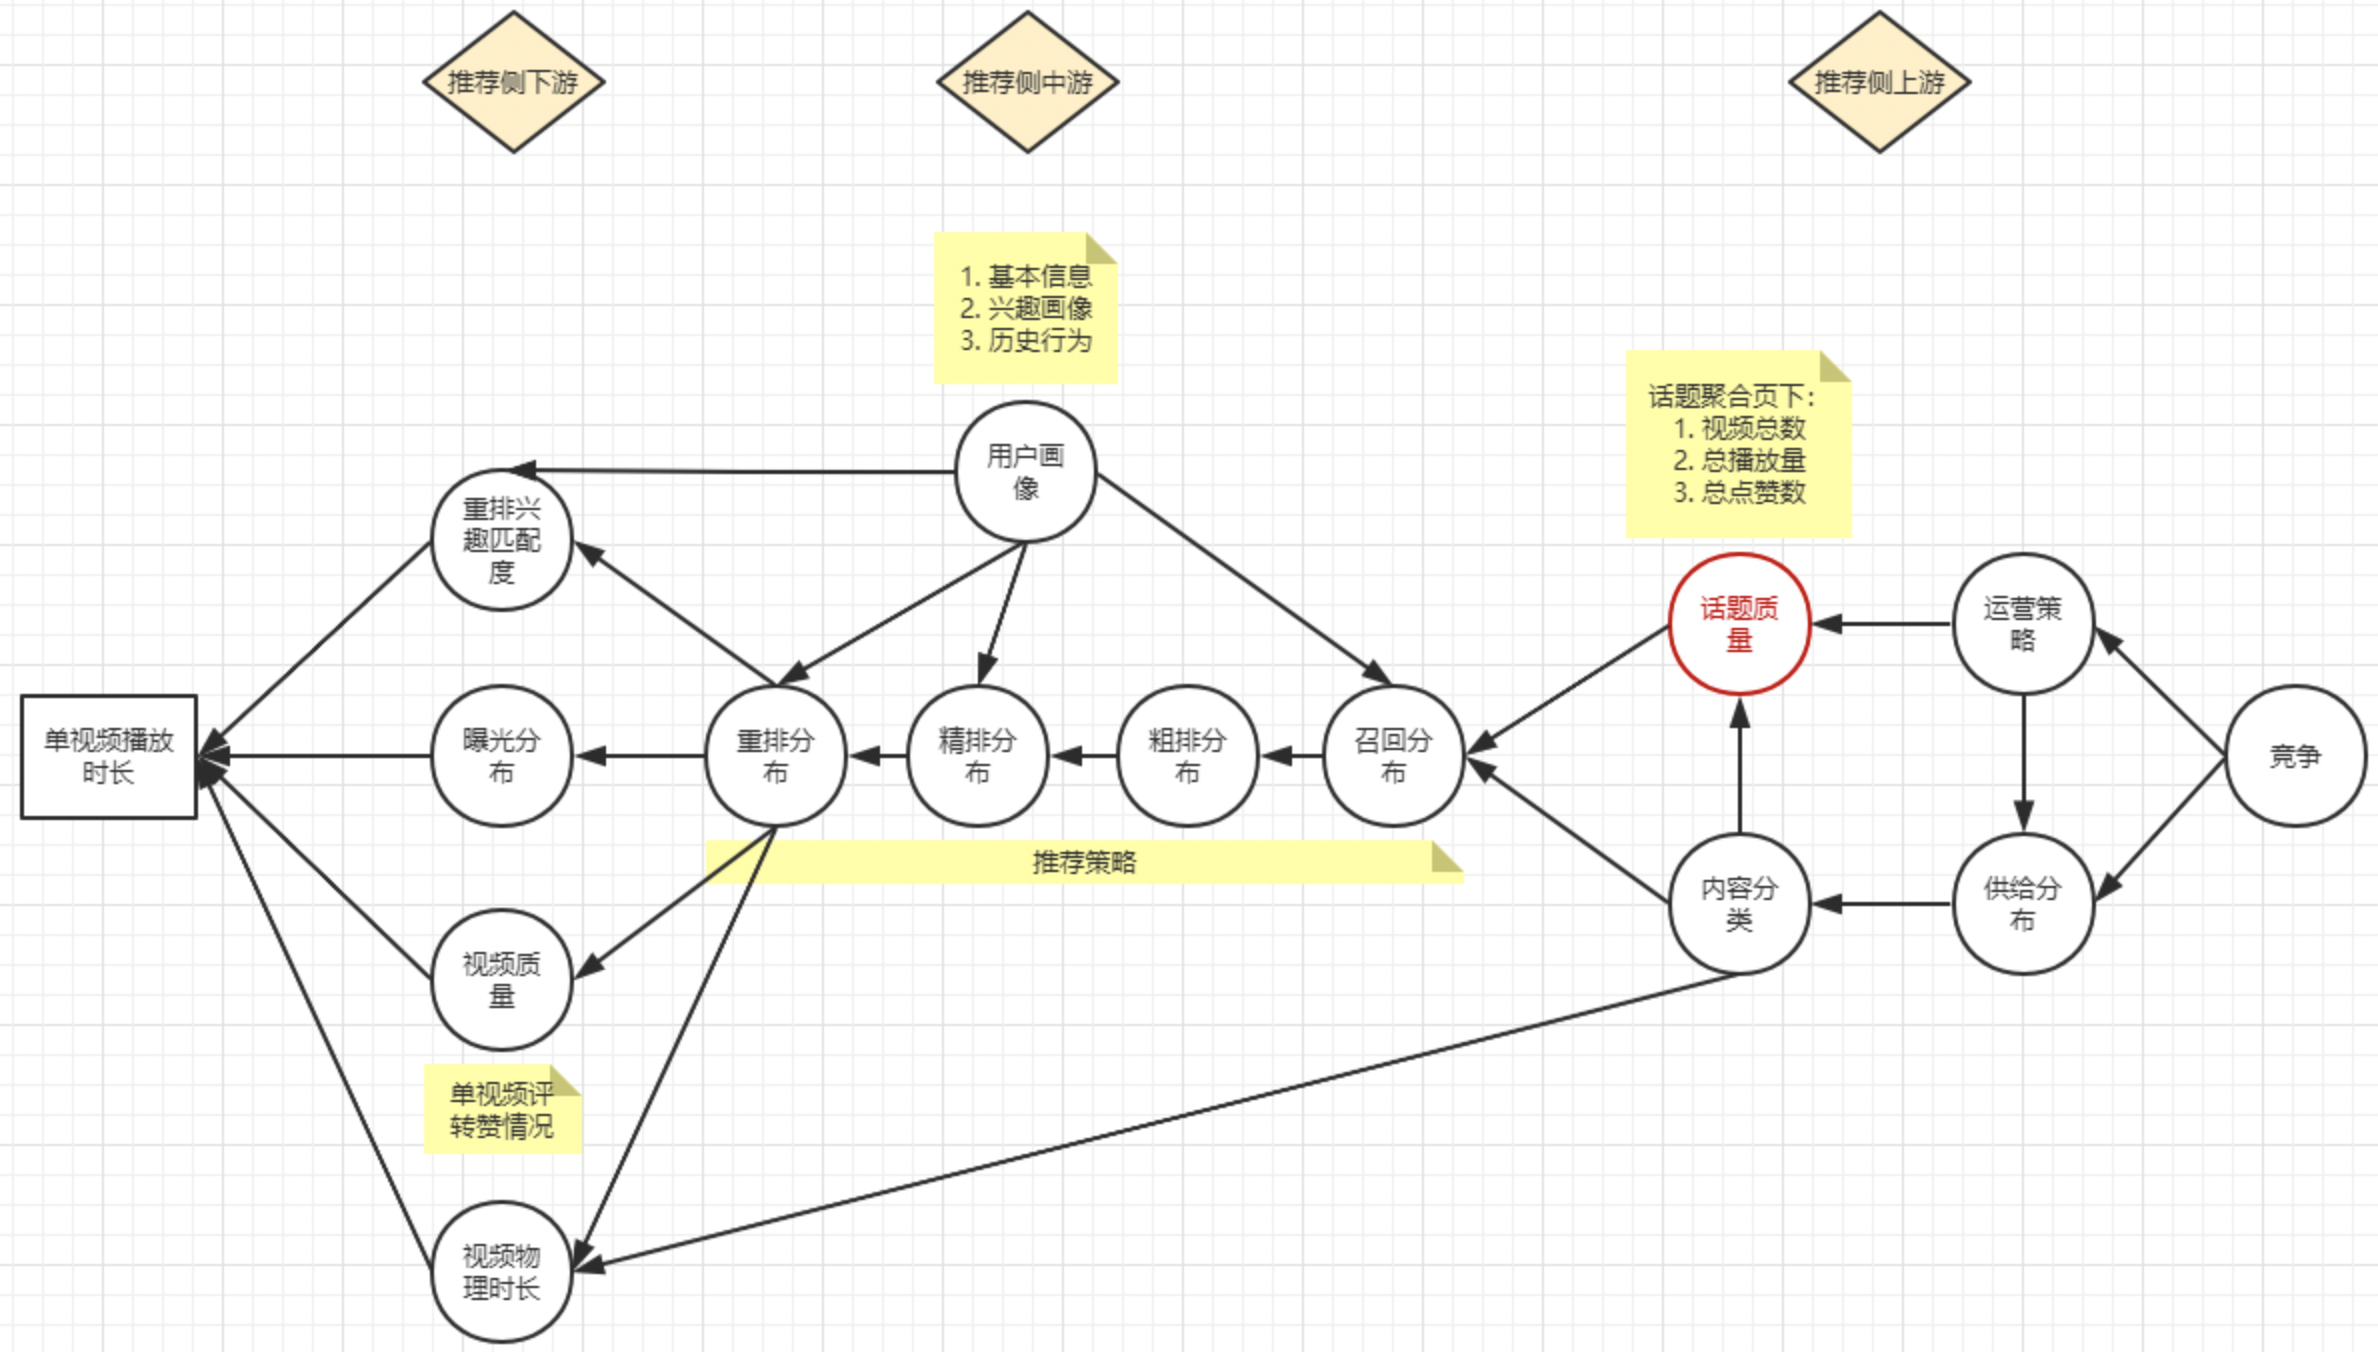 推荐侧下游
推荐侧中游
推荐侧上游
1. 基本信息
2. 兴趣画像
3. 历史行为
话题聚合页下：
1. 视频总数
2. 总播放量
3. 总点赞数
用户画
像
重排兴
趣匹配
度
话题质
量
运营策
略
单视频播放
时长
曝光分
布
重排分
布
精排分
布
粗排分
布
召回分
布
竞争
推荐策略
内容分
类
供给分
布
视频质
量
单视频评
转赞情况
视频物
理时长